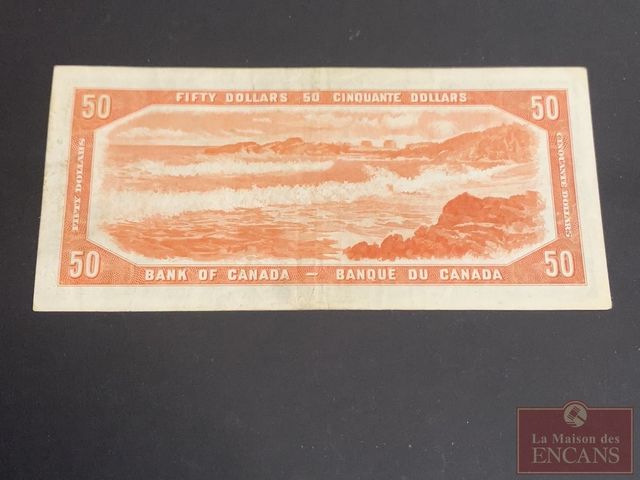 FIFTY DOLLARS 50 CINQUANTE DOLLARS
50
50
FIFTY DOLLARS
CINQUANTE DOLLARS
50
50
BANK OF CANADA — BANQUE DU CANADA
La Maison des
ENCANS